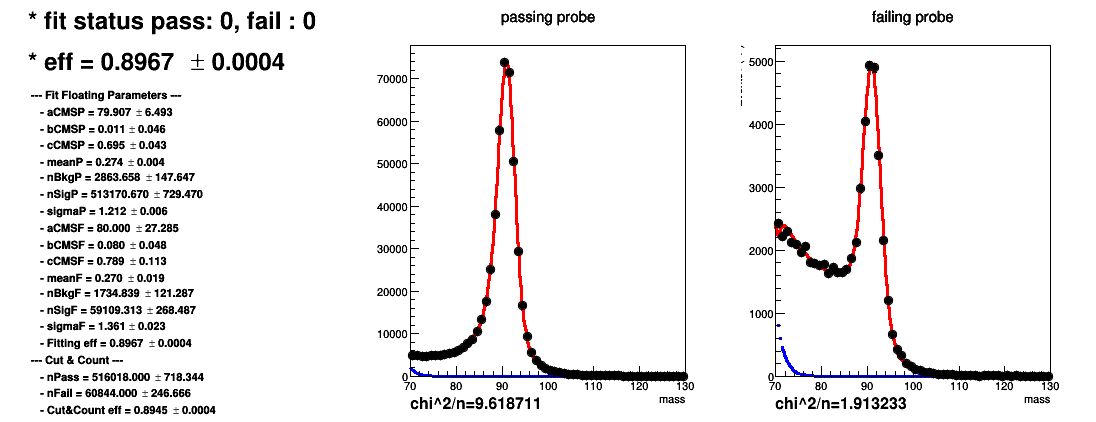 * fit status pass: 0, fail : 0
* eff = 0.8967 ± 0.0004
--- Fit Floating Parameters ---
- aCMSP = 79.907 ± 6.493
- bCMSP = 0.011 ± 0.046
- cCMSP = 0.695 ± 0.043
- meanP = 0.274 ± 0.004
- nBkgP = 2863.658 ± 147.647
- nSigP = 513170.670 ± 729.470
- sigmaP = 1.212 ± 0.006
- aCMSF = 80.000 ± 27.285
- bCMSF = 0.080 ± 0.048
- cCMSF = 0.789 ± 0.113
- meanF = 0.270 ± 0.019
- nBkgF = 1734.839 ± 121.287
- nSigF = 59109.313 ± 268.487
- sigmaF = 1.361 ± 0.023
- Fitting eff = 0.8967 ± 0.0004
--- Cut & Count ---
- nPass = 516018.000 ± 718.344
- nFail = 60844.000 ± 246.666
- Cut&Count eff = 0.8945 ± 0.0004
passing probe
70000
60000
50000
40000
30000
20000
10000
0
70 80 90 100 110 120 130
mass
chi^2/n=9.618711
failing probe
5000
4000
3000
2000
1000
0
70 80 90 100 110 120 130
mass
chi^2/n=1.913233